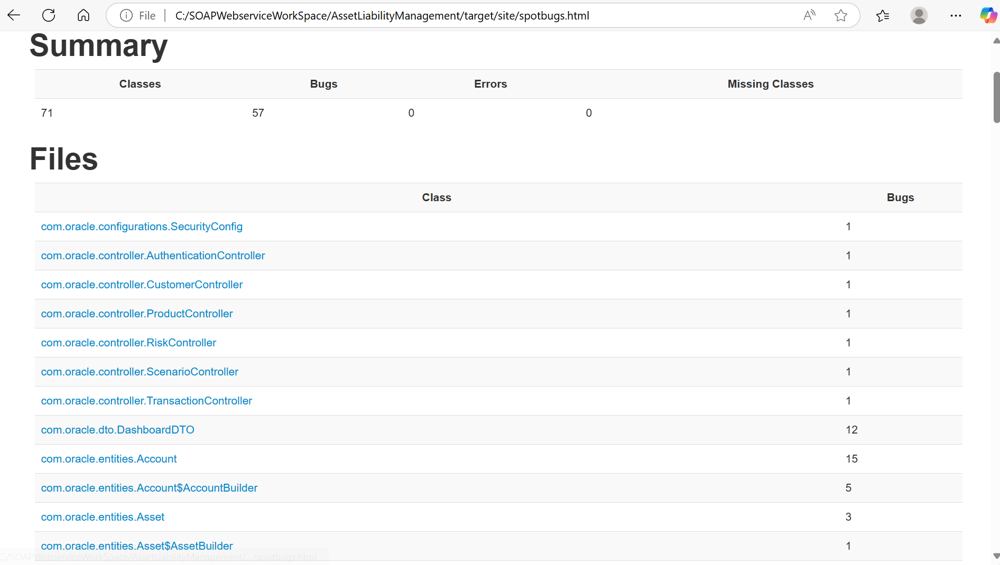 File C:/SOAPWebserviceWorkSpace/AssetLiabilityManagement/target/site/spotbugs.html
Summary
Classes Bugs Errors Missing Classes
71 57 0 0
Files
Class Bugs
com.oracle.configurations.SecurityConfig 1
com.oracle.controller.AuthenticationController 1
com.oracle.controller.CustomerController 1
com.oracle.controller.ProductController 1
com.oracle.controller.RiskController 1
com.oracle.controller.ScenarioController 1
com.oracle.controller.TransactionController 1
com.oracle.dto.DashboardDTO 12
com.oracle.entities.Account 15
com.oracle.entities.Account$AccountBuilder 5
com.oracle.entities.Asset 3
com.oracle.entities.Asset$AssetBuilder 1
C:/SOAPWebserviceWorkSpace/AssetLiabilityManagement/.../spotbugs.html